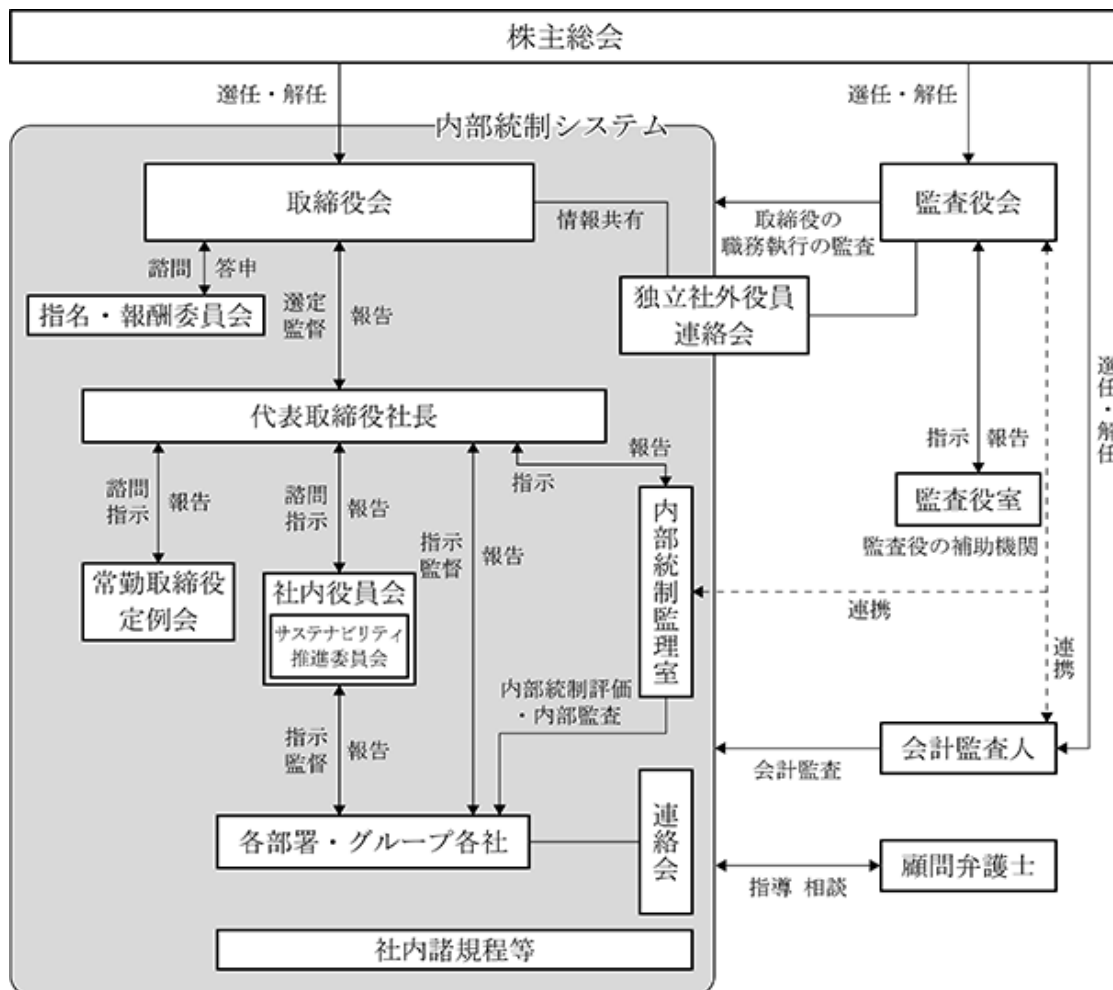 株主総会
選任・解任
選任・解任
内部統制システム
取締役会
監査役会
情報共有
取締役の
職務執行の監査
諮問
答申
指名・報酬委員会
選定
監督
報告
独立社外役員
連絡会
選任・解任
代表取締役社長
報告
指示
指示
報告
諮問
指示
報告
諮問
指示
報告
指示
監督
報告
内部統制監理室
監査役室
監査役の補助機関
常勤取締役
定例会
社内役員会
サステナビリティ
推進委員会
連携
連携
内部統制評価
・内部監査
指示
監督
報告
会計監査人
会計監査
各部署・グループ各社
連絡会
顧問弁護士
指導 相談
社内諸規程等